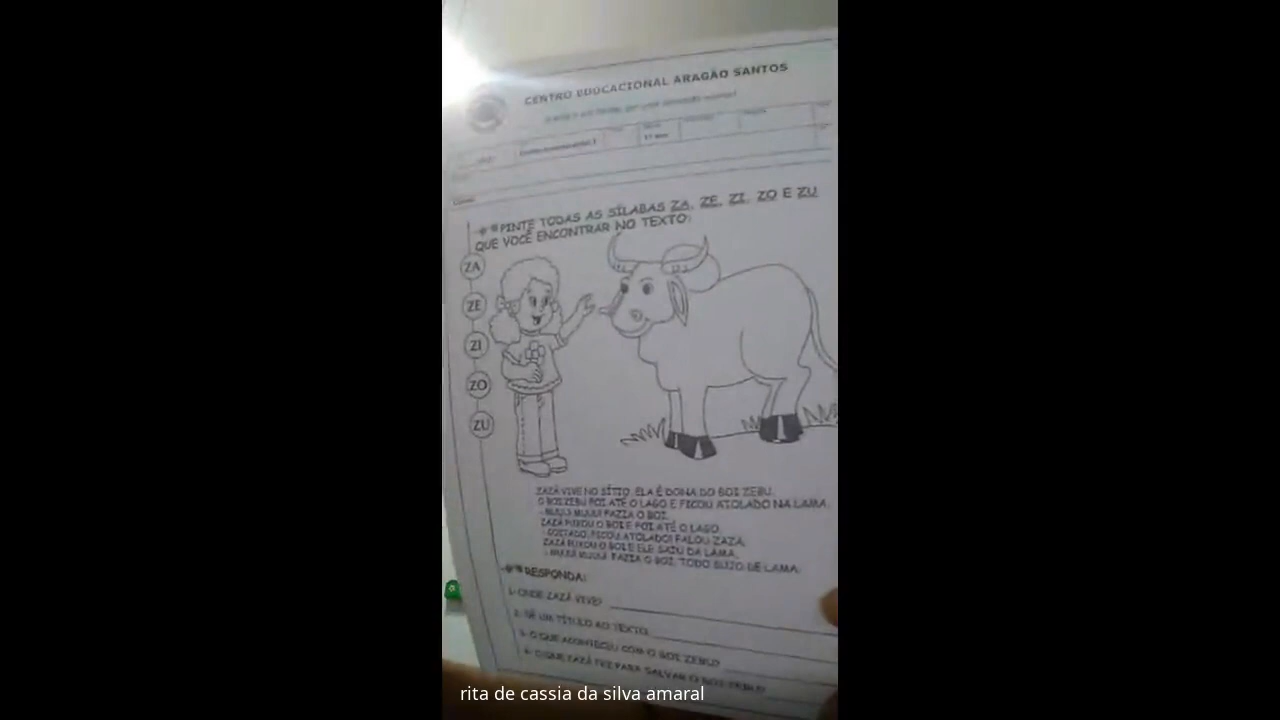 CENTRO EDUCACIONAL ARAGÃO SANTOS
PINTE TODAS AS SÍLABAS ZA, ZE, ZI, ZO E ZU
QUE VOCÊ ENCONTRAR NO TEXTO:
ZA
ZE
ZI
ZO
ZU
ZAZÁ VIVE NO SÍTIO. ELA É DONA DO BOI ZEBU.
O BOI ZEBU FOI ATÉ O LAGO E FICOU ATOLADO NA LAMA.
FAZIA O BOI.
ZAZÁ PUXOU O BOI E FOI ATÉ O LAGO.
- COITADO, FICOU ATOLADO! FALOU ZAZÁ.
ZAZÁ PUXOU O BOI E ELE SAIU DA LAMA.
FAZIA O BOI, TODO SUJO DE LAMA.
RESPONDA:
1- ONDE ZAZÁ VIVE?
2- DÊ UM TÍTULO AO TEXTO:
3- O QUE ACONTECEU COM O BOI ZEBU?
4- O QUE ZAZÁ FEZ PARA SALVAR O BOI ZEBU?
rita de cassia da silva amaral